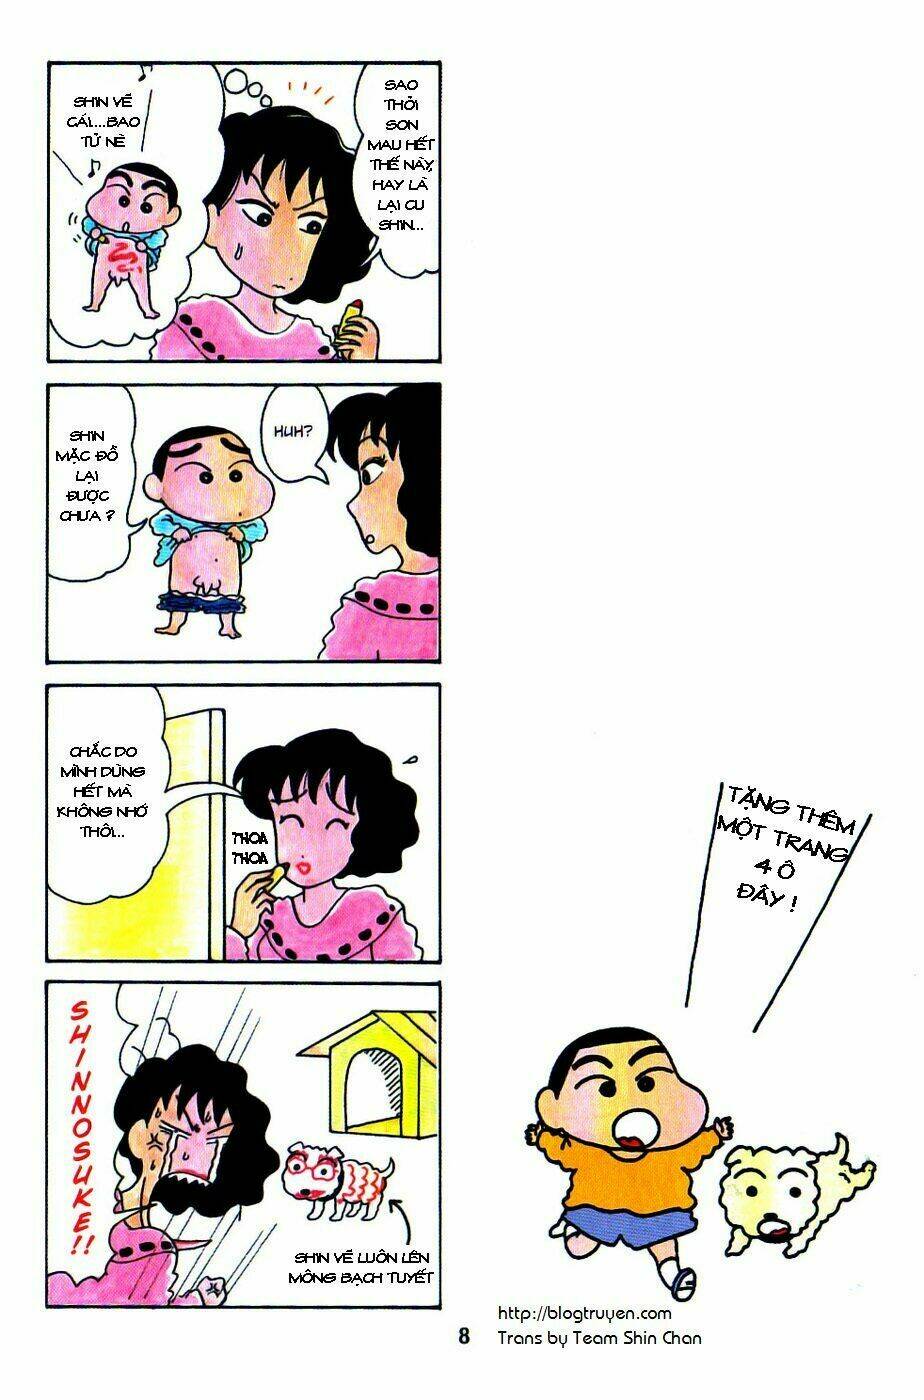 SAO
THỎI
SON
MAU HẾT
THẾ NÀY,
HAY LÀ
LẠI CU
SHIN...
SHIN VẼ
CÁI....BAO
TỬ NÈ
HUH?
SHIN
MẶC ĐỒ
LẠI
ĐƯỢC
CHƯA ?
CHẮC DO
MÌNH DÙNG
HẾT MÀ
KHÔNG NHỚ
THÔI...
THOA
THOA
SHINNOSUKE!!
SHIN VẼ LUÔN LÊN
MÔNG BẠCH TUYẾT
TẶNG THÊM
MỘT TRANG
4 Ô
ĐÂY !
http://blogtruyen.com
8
Trans by Team Shin Chan